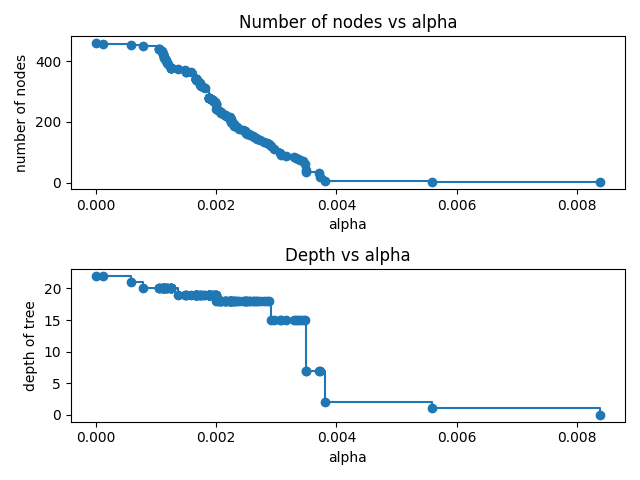 Number of nodes vs alpha
number of nodes
400
200
0
0.000 0.002 0.004 0.006 0.008
alpha
Depth vs alpha
depth of tree
20
15
10
5
0
0.000 0.002 0.004 0.006 0.008
alpha